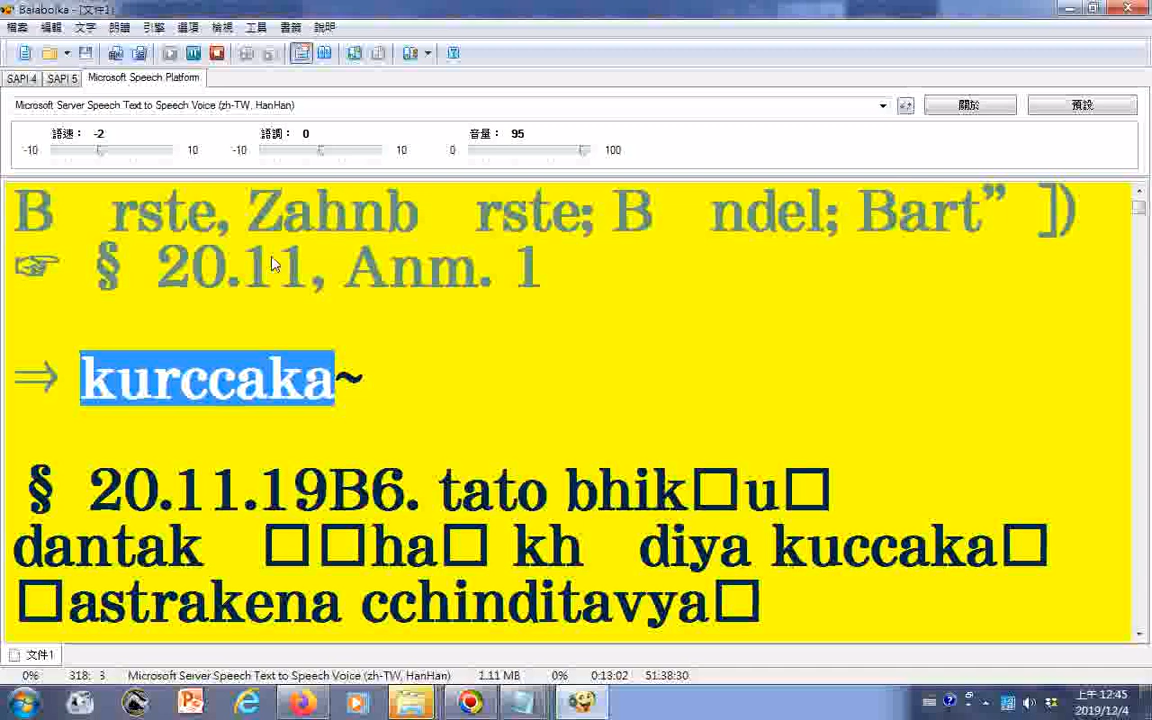 Balabolka - [文件1]
檔案 編輯 文字 朗讀 引擎 選項 檢視 工具 書籤 說明
SAPI 4 SAPI 5 Microsoft Speech Platform
Microsoft Server Speech Text to Speech Voice (zh-TW, HanHan) 關於 預設
語速： -2 語調： 0 音量： 95
-10 10 -10 10 0 100
B rste, Zahnb rste; B ndel; Bart” ])
☞ § 20.11, Anm. 1
⇒ kurccaka~
§ 20.11.19B6. tato bhik□u□
dantak □□ha□ kh diya kuccaka□
□astrakena cchinditavya□
文件1
0% 318: 3 Microsoft Server Speech Text to Speech Voice (zh-TW, HanHan) 1.11 MB 0% 0:13:02 51:38:30
上午 12:45
2019/12/4